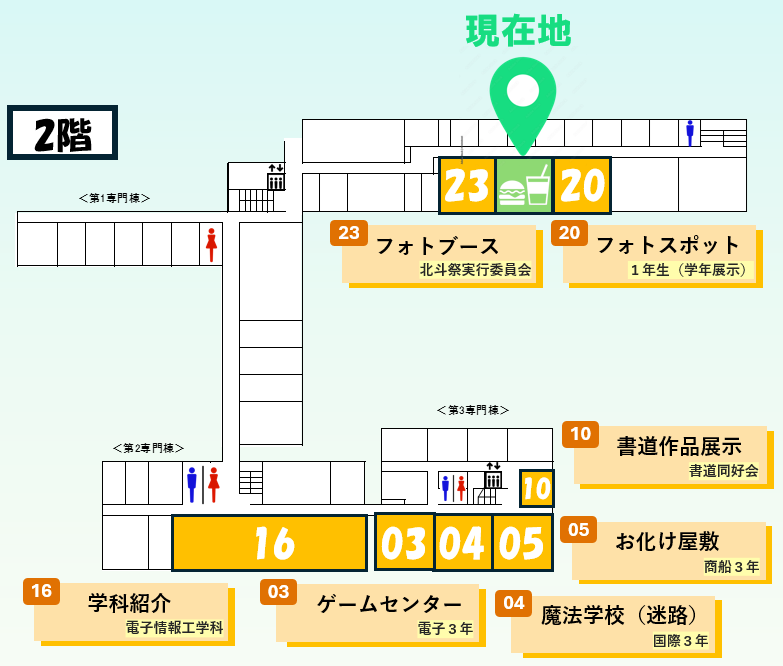 現在地
2階
＜第1専門棟＞
23
20
23
フォトブース
北斗祭実行委員会
20
フォトスポット
１年生（学年展示）
＜第3専門棟＞
＜第2専門棟＞
10
書道作品展示
書道同好会
10
16
03
04
05
05
お化け屋敷
商船３年
16
学科紹介
電子情報工学科
03
ゲームセンター
電子３年
04
魔法学校（迷路）
国際３年